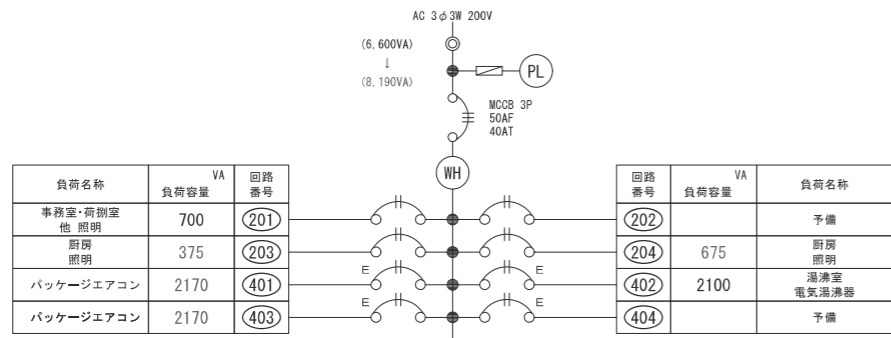 AC 3φ3W 200V
(6,600VA)
↓
(8,190VA)
PL
MCCB 3P
50AF
40AT
WH
負荷名称 VA 負荷容量 回路番号
事務室・荷捌室
他 照明
700 201
厨房
照明
375 203
パッケージエアコン 2170 401
パッケージエアコン 2170 403
E
E
回路番号 VA 負荷容量 負荷名称
202 予備
204 675 厨房
照明
402 2100 湯沸室
電気湯沸器
404 予備
E
E